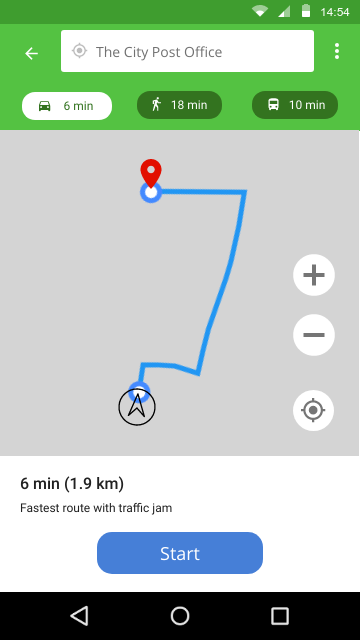 14:54
The City Post Office
6 min
18 min
10 min
6 min (1.9 km)
Fastest route with traffic jam
Start